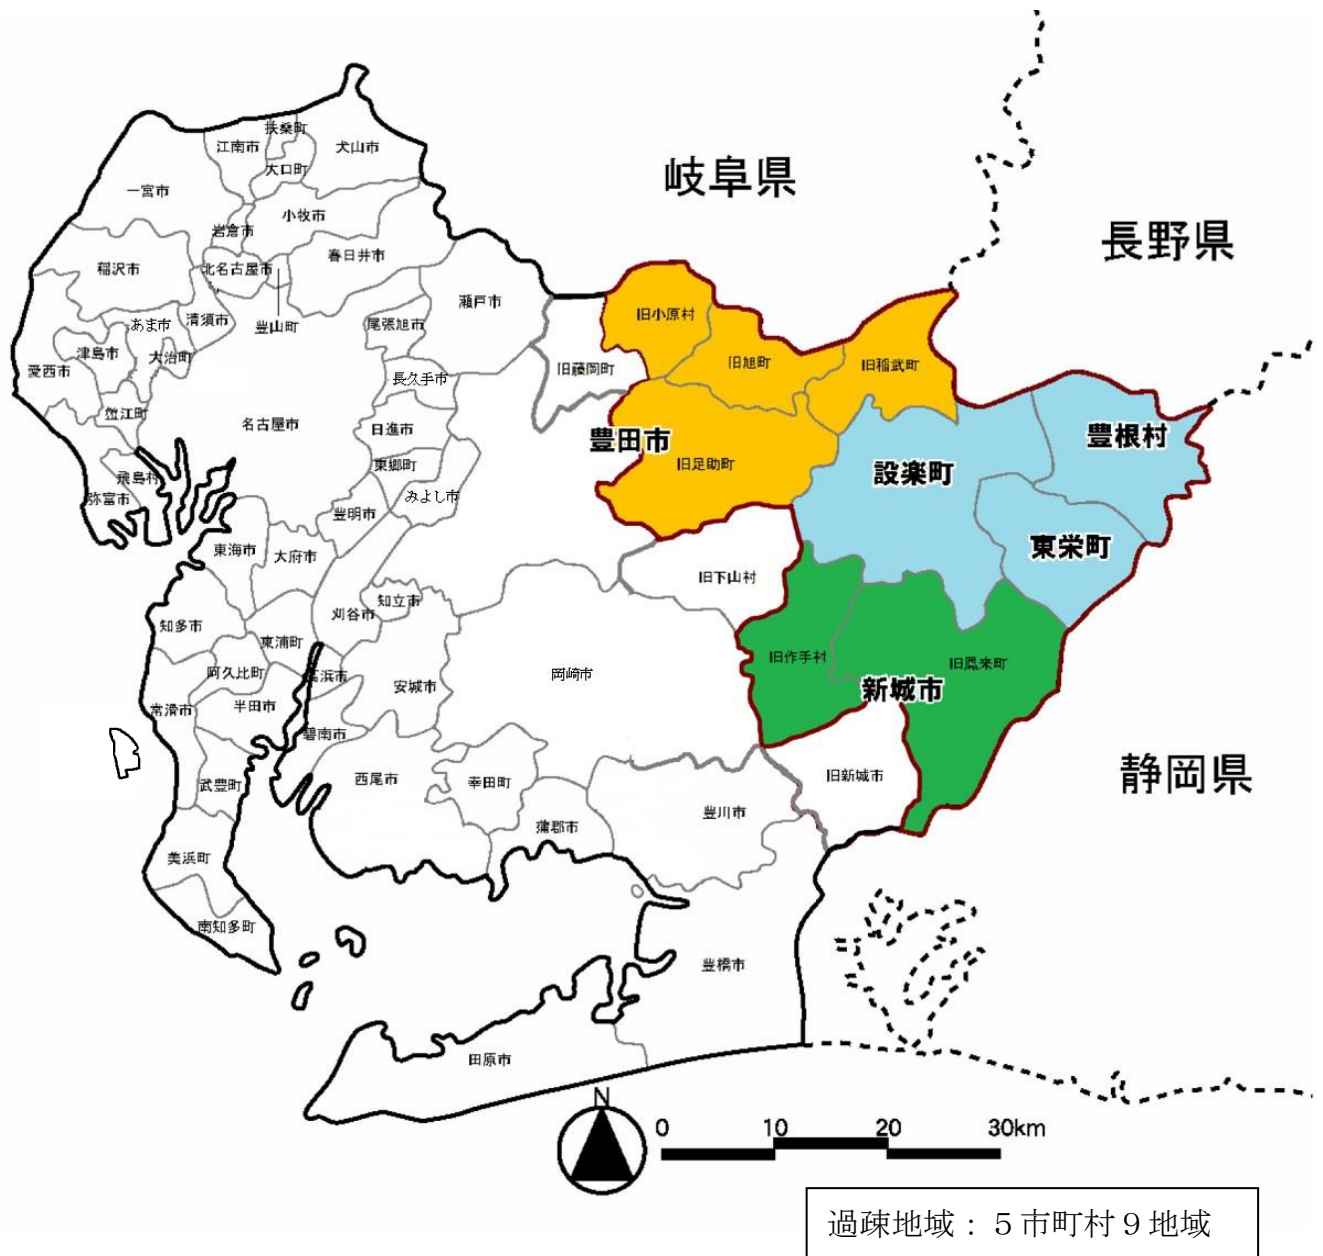 扶桑町
江南市
犬山市
大口町
岐阜県
一宮市
小牧市
岩倉市
長野県
春日井市
稲沢市
北名古屋市
瀬戸市
旧小原村
あま市
清須市
豊山町
尾張旭市
津島市
大治町
旧旭町
旧稲武町
愛西市
旧藤岡町
長久手市
蟹江町
名古屋市
日進市
豊田市
豊根村
東郷町
旧足助町
設楽町
飛島村
弥富市
みよし市
豊明市
東栄町
東海市
大府市
旧下山村
知立市
刈谷市
知多市
東浦町
旧作手村
旧鳳来町
阿久比町
高浜市
岡崎市
安城市
新城市
常滑市
半田市
碧南市
静岡県
武豊町
西尾市
幸田町
旧新城市
豊川市
蒲郡市
美浜町
南知多町
豊橋市
田原市
N
0 10 20 30km
過疎地域：５市町村９地域